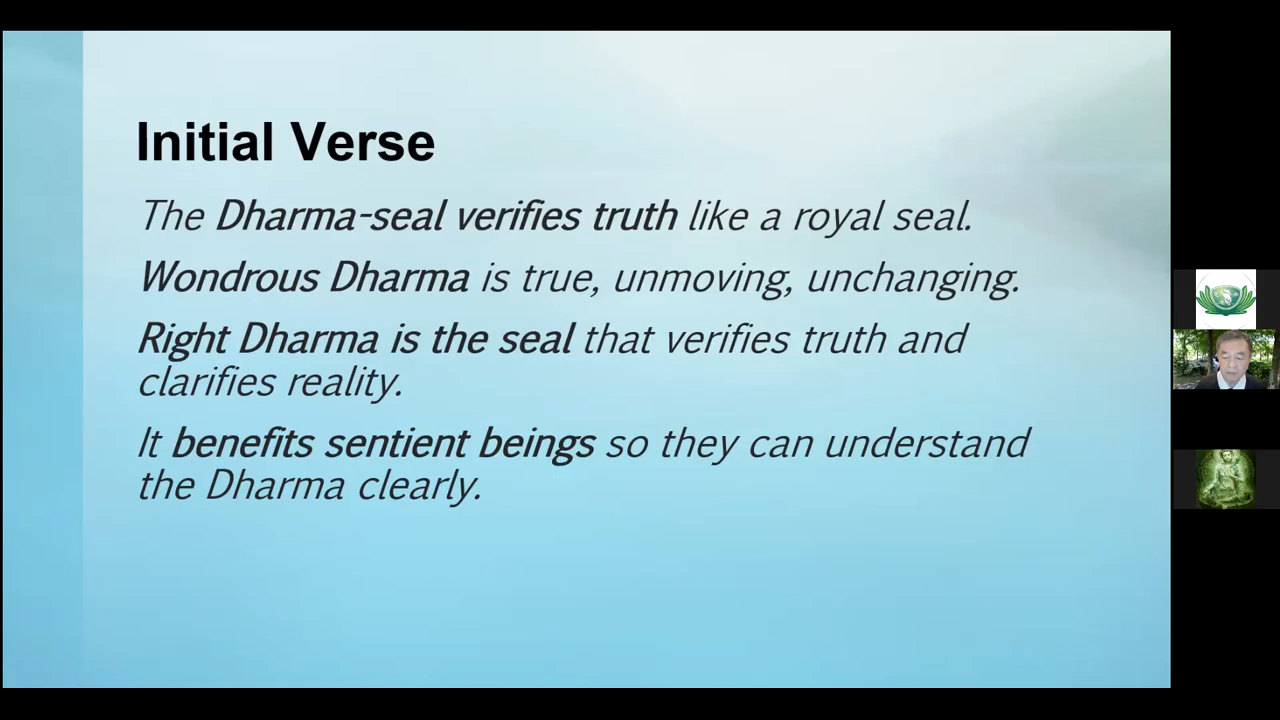 Initial Verse
The Dharma-seal verifies truth like a royal seal.
Wondrous Dharma is true, unmoving, unchanging.
Right Dharma is the seal that verifies truth and
clarifies reality.
It benefits sentient beings so they can understand
the Dharma clearly.